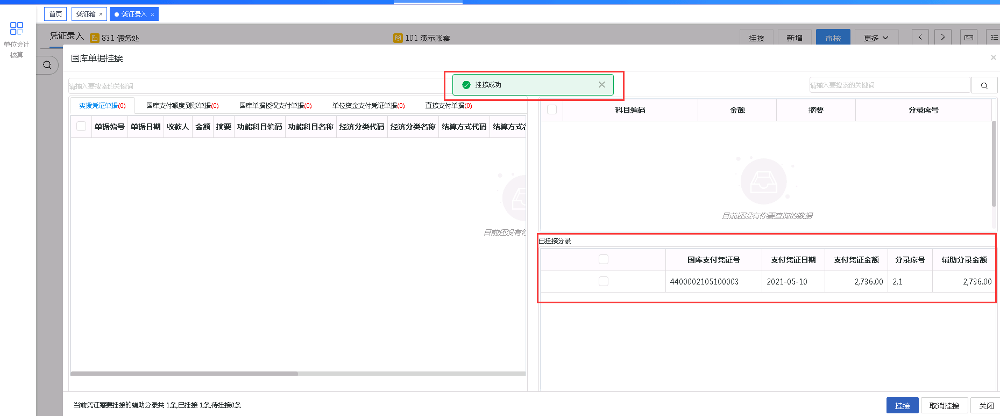 首页 凭证箱 × 凭证录入 ×
单位会计
核算
凭证录入 831 债务处 101 演示账套 挂接 新增 审核 更多
国库单据挂接
挂接成功
请输入要搜索的关键词 请输入要搜索的关键词
实拨凭证单据(0) 国库支付额度到账单据(0) 国库单据授权支付单据(0) 单位资金支付凭证单据(0) 直接支付单据(0)
单据编号 单据日期 收款人 金额 摘要 功能科目编码 功能科目名称 经济分类代码 经济分类名称 结算方式代码 结算方式名
科目编码 金额 摘要 分录序号
目前还没有你要查询的数据
目前还没有你
已挂接分录
国库支付凭证号 支付凭证日期 支付凭证金额 分录序号 辅助分录金额
4400002105100003 2021-05-10 2,736.00 2,1 2,736.00
当前凭证需要挂接的辅助分录共 1条,已挂接 1条,待挂接0条
挂接 取消挂接 关闭